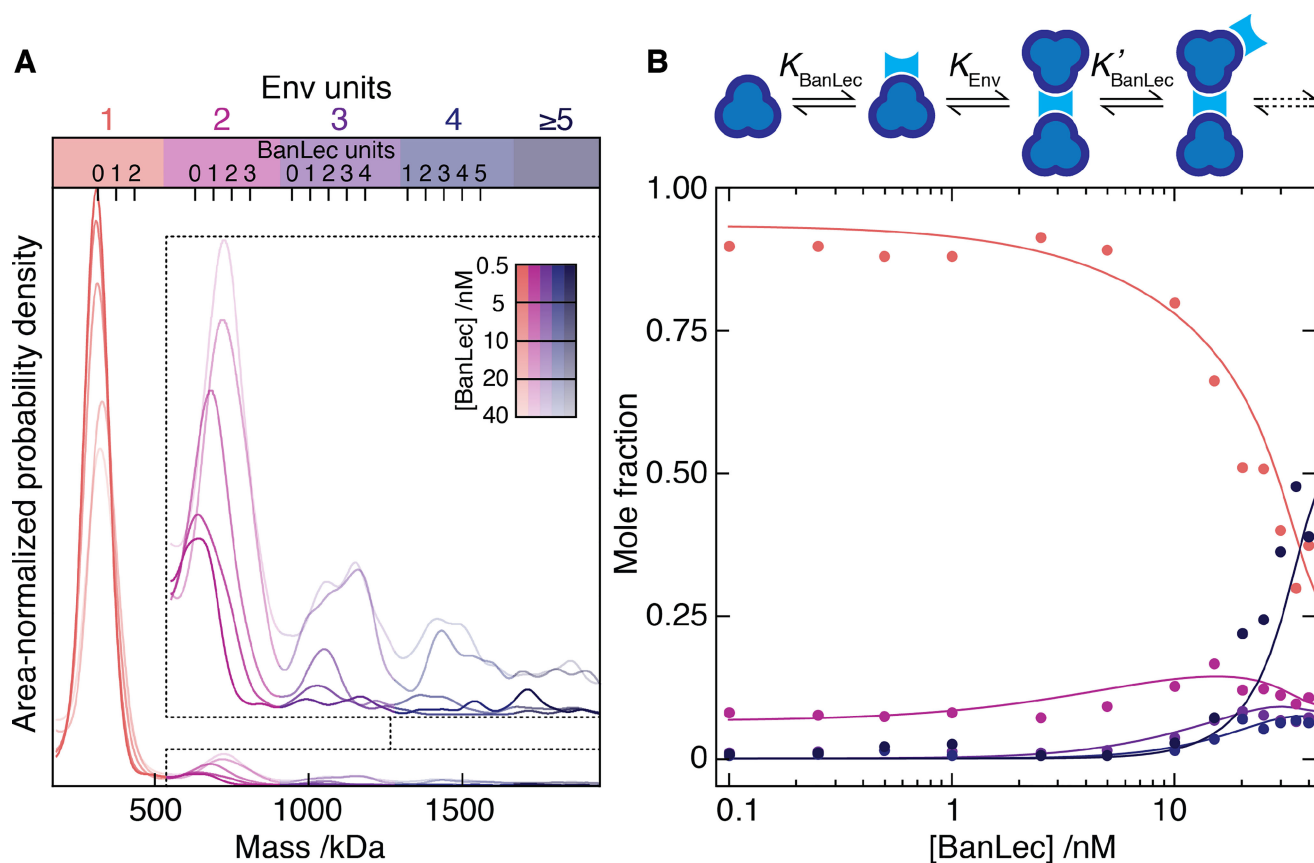 A
Env units
1 2 3 4 ≥5
BanLec units
0 1 2 0 1 2 3 0 1 2 3 4 1 2 3 4 5
Area-normalized probability density
[BanLec] /nM
0.5
5
10
20
40
500 1000 1500
Mass /kDa
B
KBanLec KEnv K′BanLec
Mole fraction
1.00
0.75
0.50
0.25
0
0.1 1 10
[BanLec] /nM